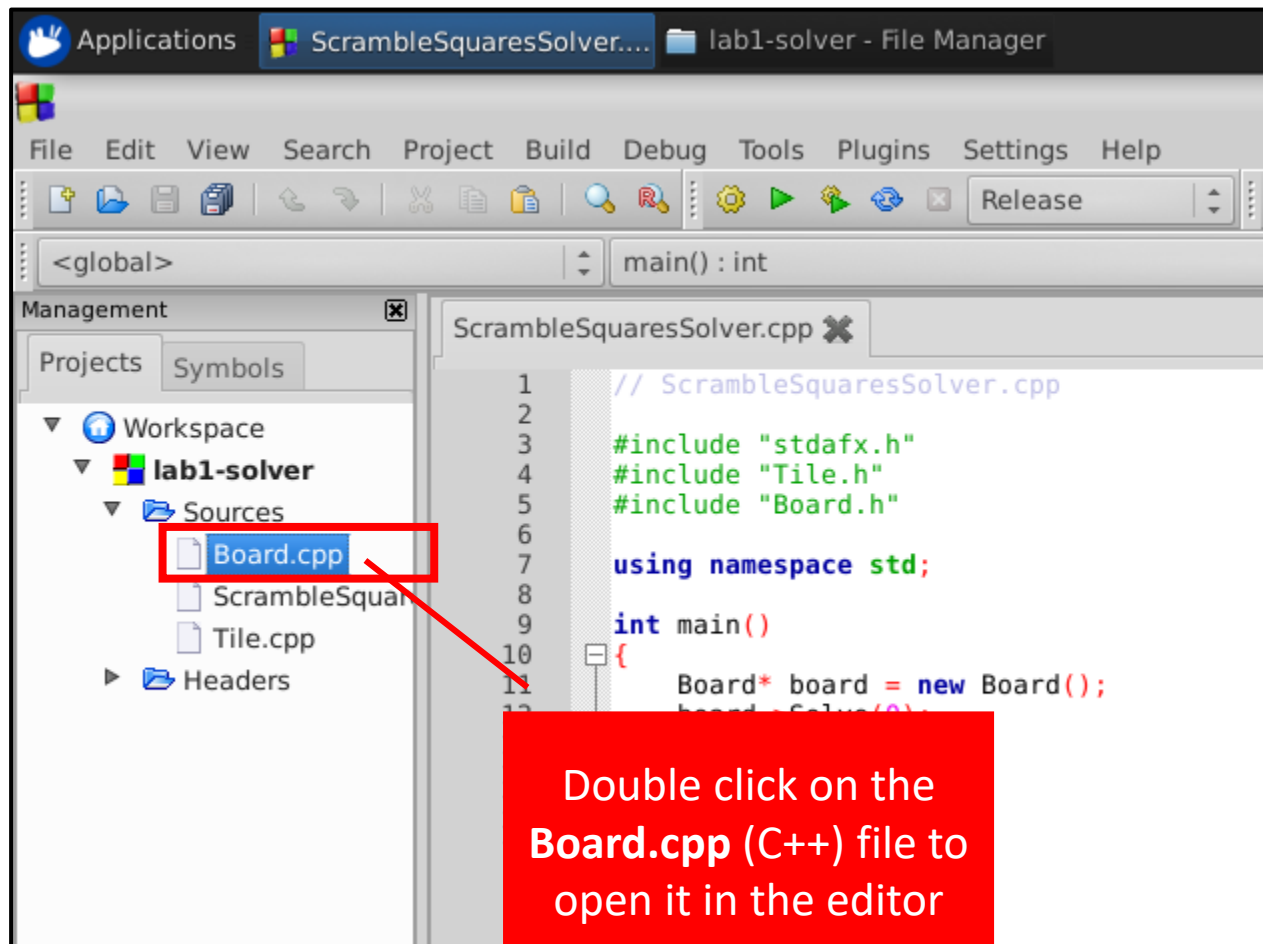 Applications ScrambleSquaresSolver.... lab1-solver - File Manager
File Edit View Search Project Build Debug Tools Plugins Settings Help
Release
<global> main() : int
Management
Projects Symbols
Workspace
lab1-solver
Sources
Board.cpp
ScrambleSquar
Tile.cpp
Headers
ScrambleSquaresSolver.cpp
1 // ScrambleSquaresSolver.cpp
2
3 #include "stdafx.h"
4 #include "Tile.h"
5 #include "Board.h"
6
7 using namespace std;
8
9 int main()
10 {
11 Board* board = new Board();
12
Double click on the
Board.cpp (C++) file to
open it in the editor